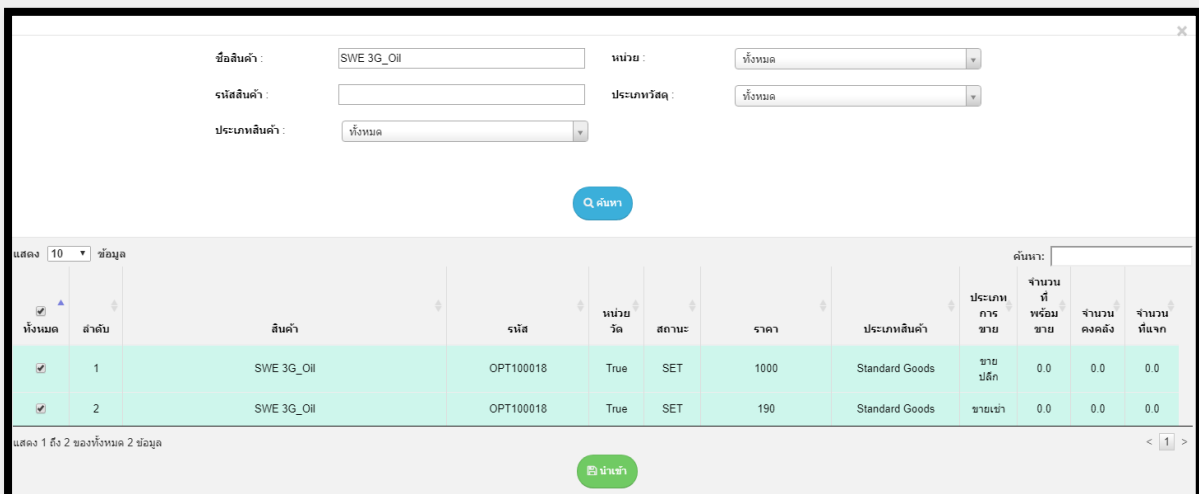 ×
ชื่อสินค้า : SWE 3G_Oil หน่วย : ทั้งหมด
รหัสสินค้า : ประเภทวัสดุ : ทั้งหมด
ประเภทสินค้า : ทั้งหมด
ค้นหา
แสดง 10 ข้อมูล ค้นหา:
ทั้งหมด ลำดับ สินค้า รหัส หน่วยวัด สถานะ ราคา ประเภทสินค้า ประเภทการขาย จำนวนที่พร้อมขาย จำนวนคงคลัง จำนวนที่แจก
1 SWE 3G_Oil OPT100018 True SET 1000 Standard Goods ขายปลีก 0.0 0.0 0.0
2 SWE 3G_Oil OPT100018 True SET 190 Standard Goods ขายเช่า 0.0 0.0 0.0
แสดง 1 ถึง 2 ของทั้งหมด 2 ข้อมูล < 1 >
นำเข้า